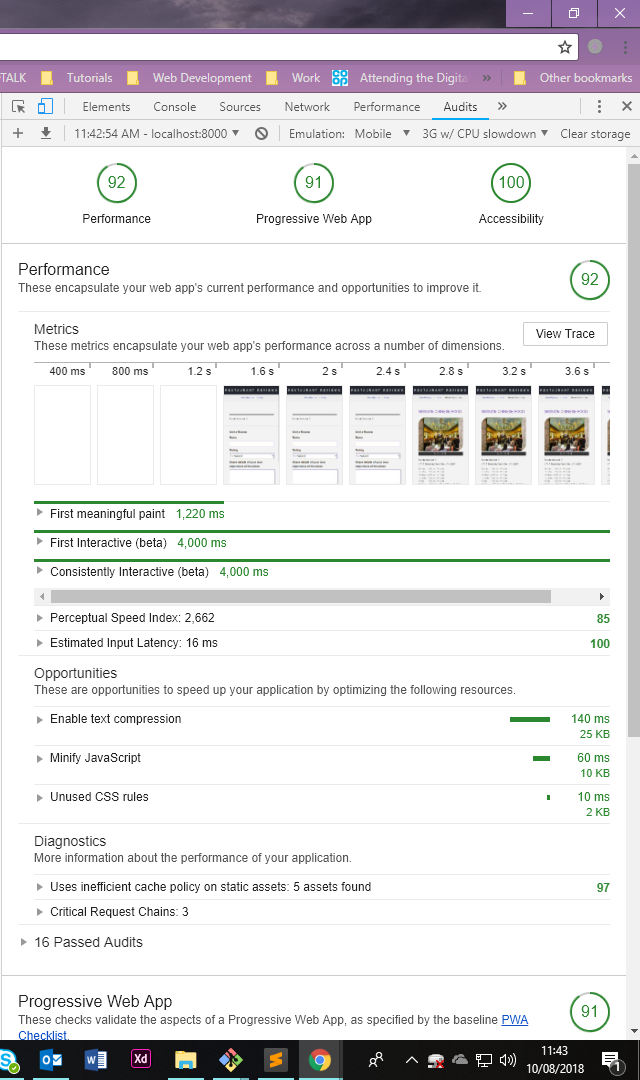 TALK Tutorials Web Development Work Attending the Digita » Other bookmarks
Elements Console Sources Network Performance Audits »
11:42:54 AM - localhost:8000 Emulation: Mobile 3G w/ CPU slowdown Clear storage
92 91 100
Performance Progressive Web App Accessibility
Performance
These encapsulate your web app's current performance and opportunities to improve it.
92
Metrics
These metrics encapsulate your web app's performance across a number of dimensions.
View Trace
400 ms 800 ms 1.2 s 1.6 s 2 s 2.4 s 2.8 s 3.2 s 3.6 s
First meaningful paint 1,220 ms
First Interactive (beta) 4,000 ms
Consistently Interactive (beta) 4,000 ms
Perceptual Speed Index: 2,662 85
Estimated Input Latency: 16 ms 100
Opportunities
These are opportunities to speed up your application by optimizing the following resources.
Enable text compression 140 ms
25 KB
Minify JavaScript 60 ms
10 KB
Unused CSS rules 10 ms
2 KB
Diagnostics
More information about the performance of your application.
Uses inefficient cache policy on static assets: 5 assets found 97
Critical Request Chains: 3
16 Passed Audits
Progressive Web App
These checks validate the aspects of a Progressive Web App, as specified by the baseline PWA
Checklist.
91
Xd
11:43
10/08/2018
1